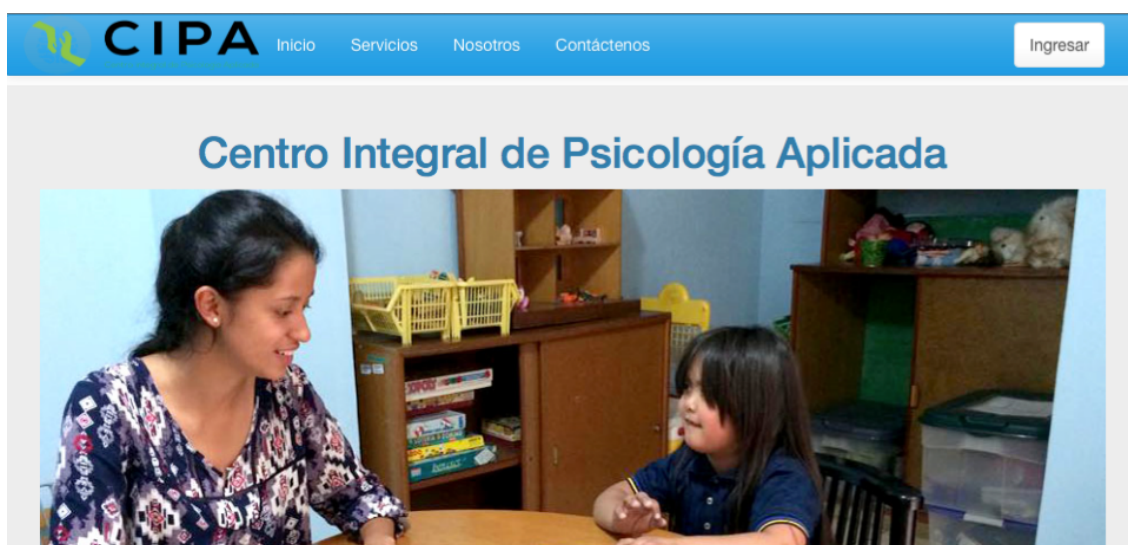 CIPA
Inicio Servicios Nosotros Contáctenos
Ingresar
Centro Integral de Psicología Aplicada